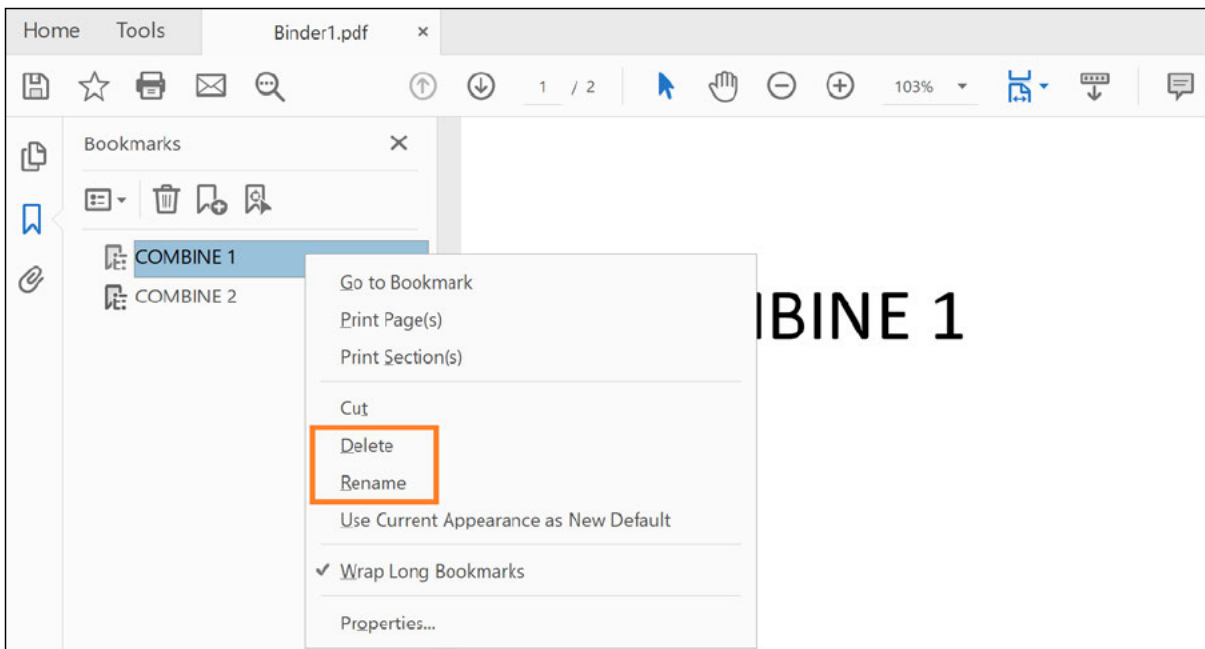 Home Tools Binder1.pdf ×
1 / 2 103%
Bookmarks
COMBINE 1
COMBINE 2
Go to Bookmark
Print Page(s)
Print Section(s)
Cut
Delete
Rename
Use Current Appearance as New Default
Wrap Long Bookmarks
Properties...
IBINE 1